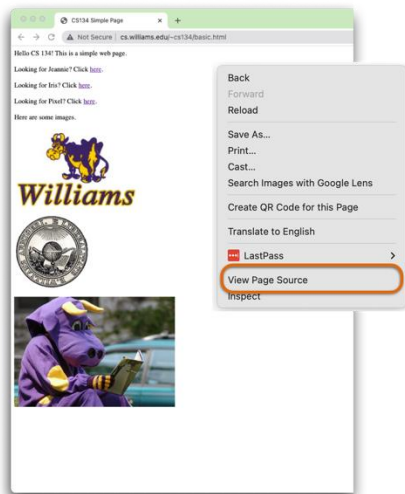 CS134 Simple Page
Not Secure | cs.williams.edu/~cs134/basic.html
Hello CS 134! This is a simple web page.
Looking for Jeannie? Click here.
Looking for Iris? Click here.
Looking for Pixel? Click here.
Here are some images.
Williams
Back
Forward
Reload
Save As...
Print...
Cast...
Search Images with Google Lens
Create QR Code for this Page
Translate to English
LastPass
View Page Source
Inspect